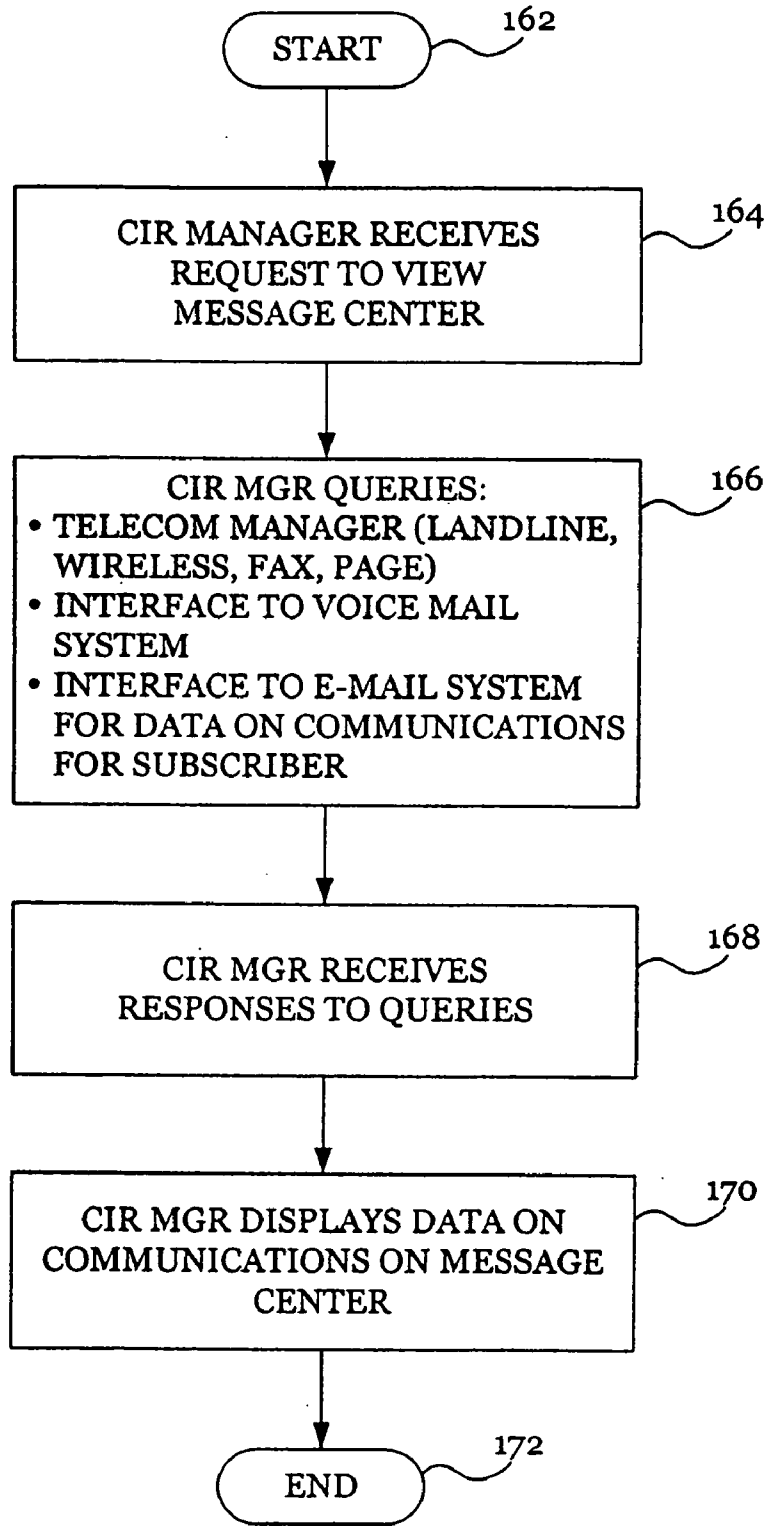 START
162
CIR MANAGER RECEIVES
REQUEST TO VIEW
MESSAGE CENTER
164
CIR MGR QUERIES:
• TELECOM MANAGER (LANDLINE,
WIRELESS, FAX, PAGE)
• INTERFACE TO VOICE MAIL
SYSTEM
• INTERFACE TO E-MAIL SYSTEM
FOR DATA ON COMMUNICATIONS
FOR SUBSCRIBER
166
CIR MGR RECEIVES
RESPONSES TO QUERIES
168
CIR MGR DISPLAYS DATA ON
COMMUNICATIONS ON MESSAGE
CENTER
170
END
172